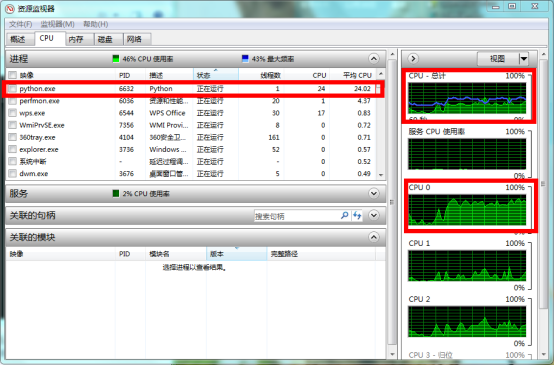 资源监视器
文件(F) 监视器(M) 帮助(H)
概述 CPU 内存 磁盘 网络
进程 46% CPU 使用率 43% 最大频率
映像 PID 描述 状态 线程数 CPU 平均 CPU
python.exe 6632 Python 正在运行 1 24 24.02
perfmon.exe 6036 资源和性能... 正在运行 20 1 4.37
wps.exe 6544 WPS Office 正在运行 30 17 0.83
WmiPrvSE.exe 7356 WMI Provi... 正在运行 8 0 0.72
360tray.exe 4104 360安全卫... 正在运行 161 0 0.71
explorer.exe 3736 Windows ... 正在运行 52 0 0.57
系统中断 - 延迟过程调... 正在运行 - 0 0.52
dwm.exe 3676 桌面窗口管... 正在运行 5 0 0.49
服务 2% CPU 使用率
关联的句柄 搜索句柄
关联的模块
映像 PID 模块名 版本 完整路径
选择进程以查看结果。
视图
CPU - 总计 100%
60 秒 0%
服务 CPU 使用率 100%
0%
CPU 0 100%
0%
CPU 1 100%
0%
CPU 2 100%
0%
CPU 3 - 归位 100%